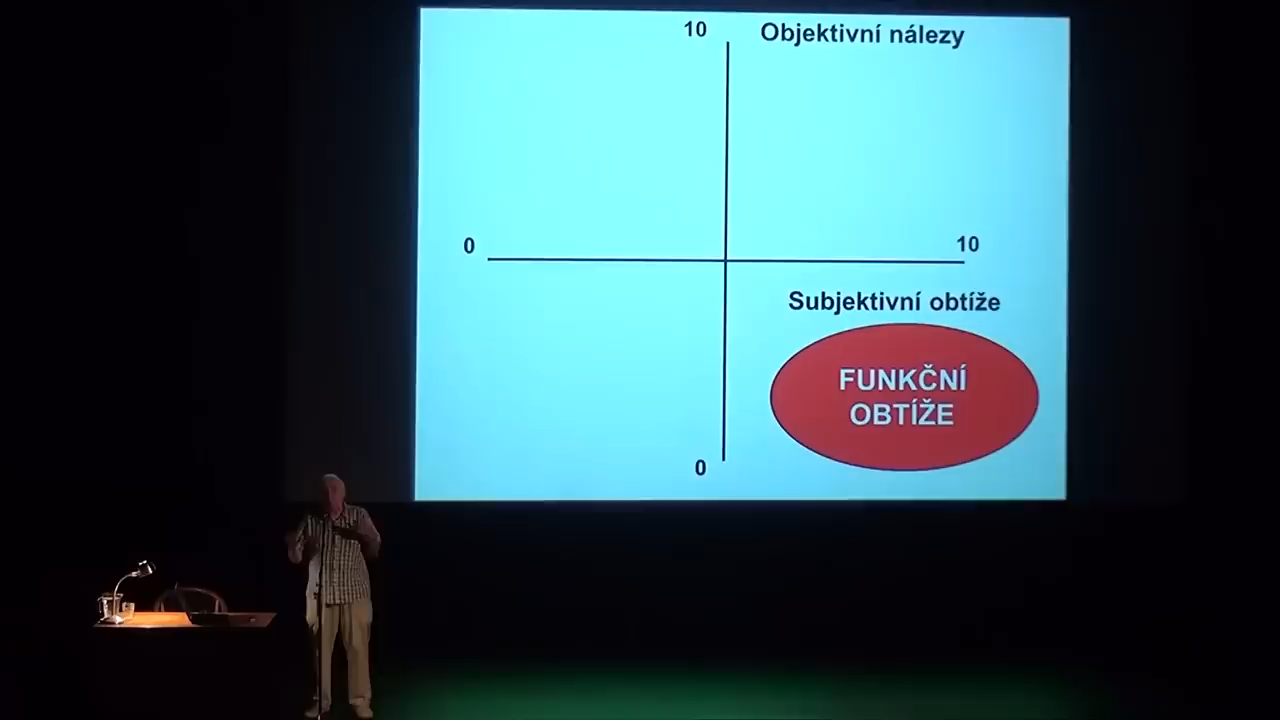 10
Objektivní nálezy
0
10
Subjektivní obtíže
FUNKČNÍ
OBTÍŽE
0